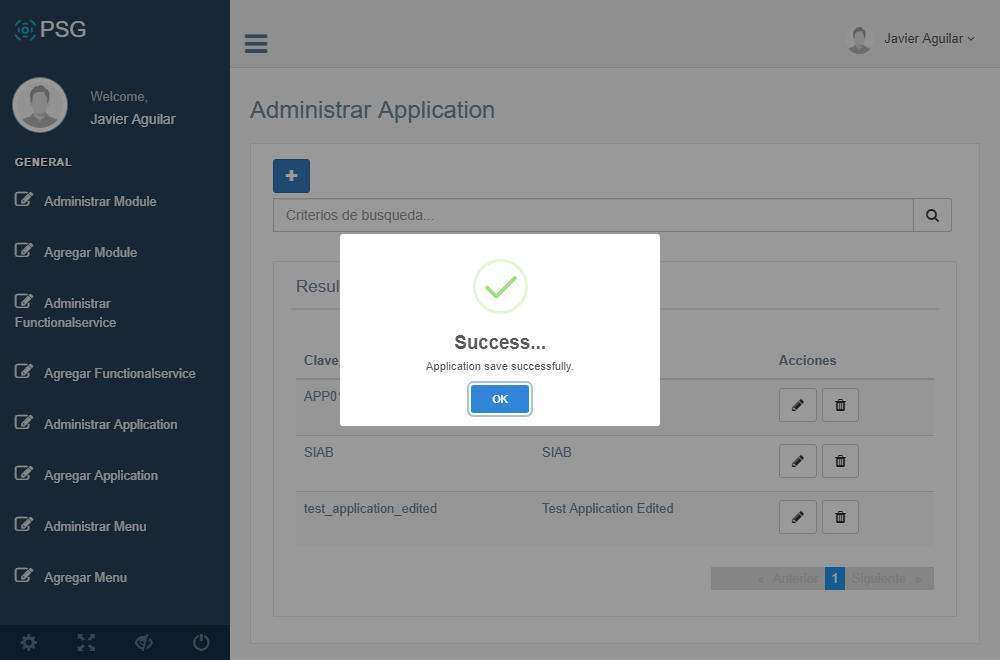 PSG
Javier Aguilar
Welcome,
Javier Aguilar
GENERAL
Administrar Module
Agregar Module
Administrar
Functionalservice
Agregar Functionalservice
Administrar Application
Agregar Application
Administrar Menu
Agregar Menu
Administrar Application
Criterios de busqueda...
Success...
Application save successfully.
OK
Clave
Acciones
SIAB
SIAB
test_application_edited
Test Application Edited
« Anterior 1 Siguiente »